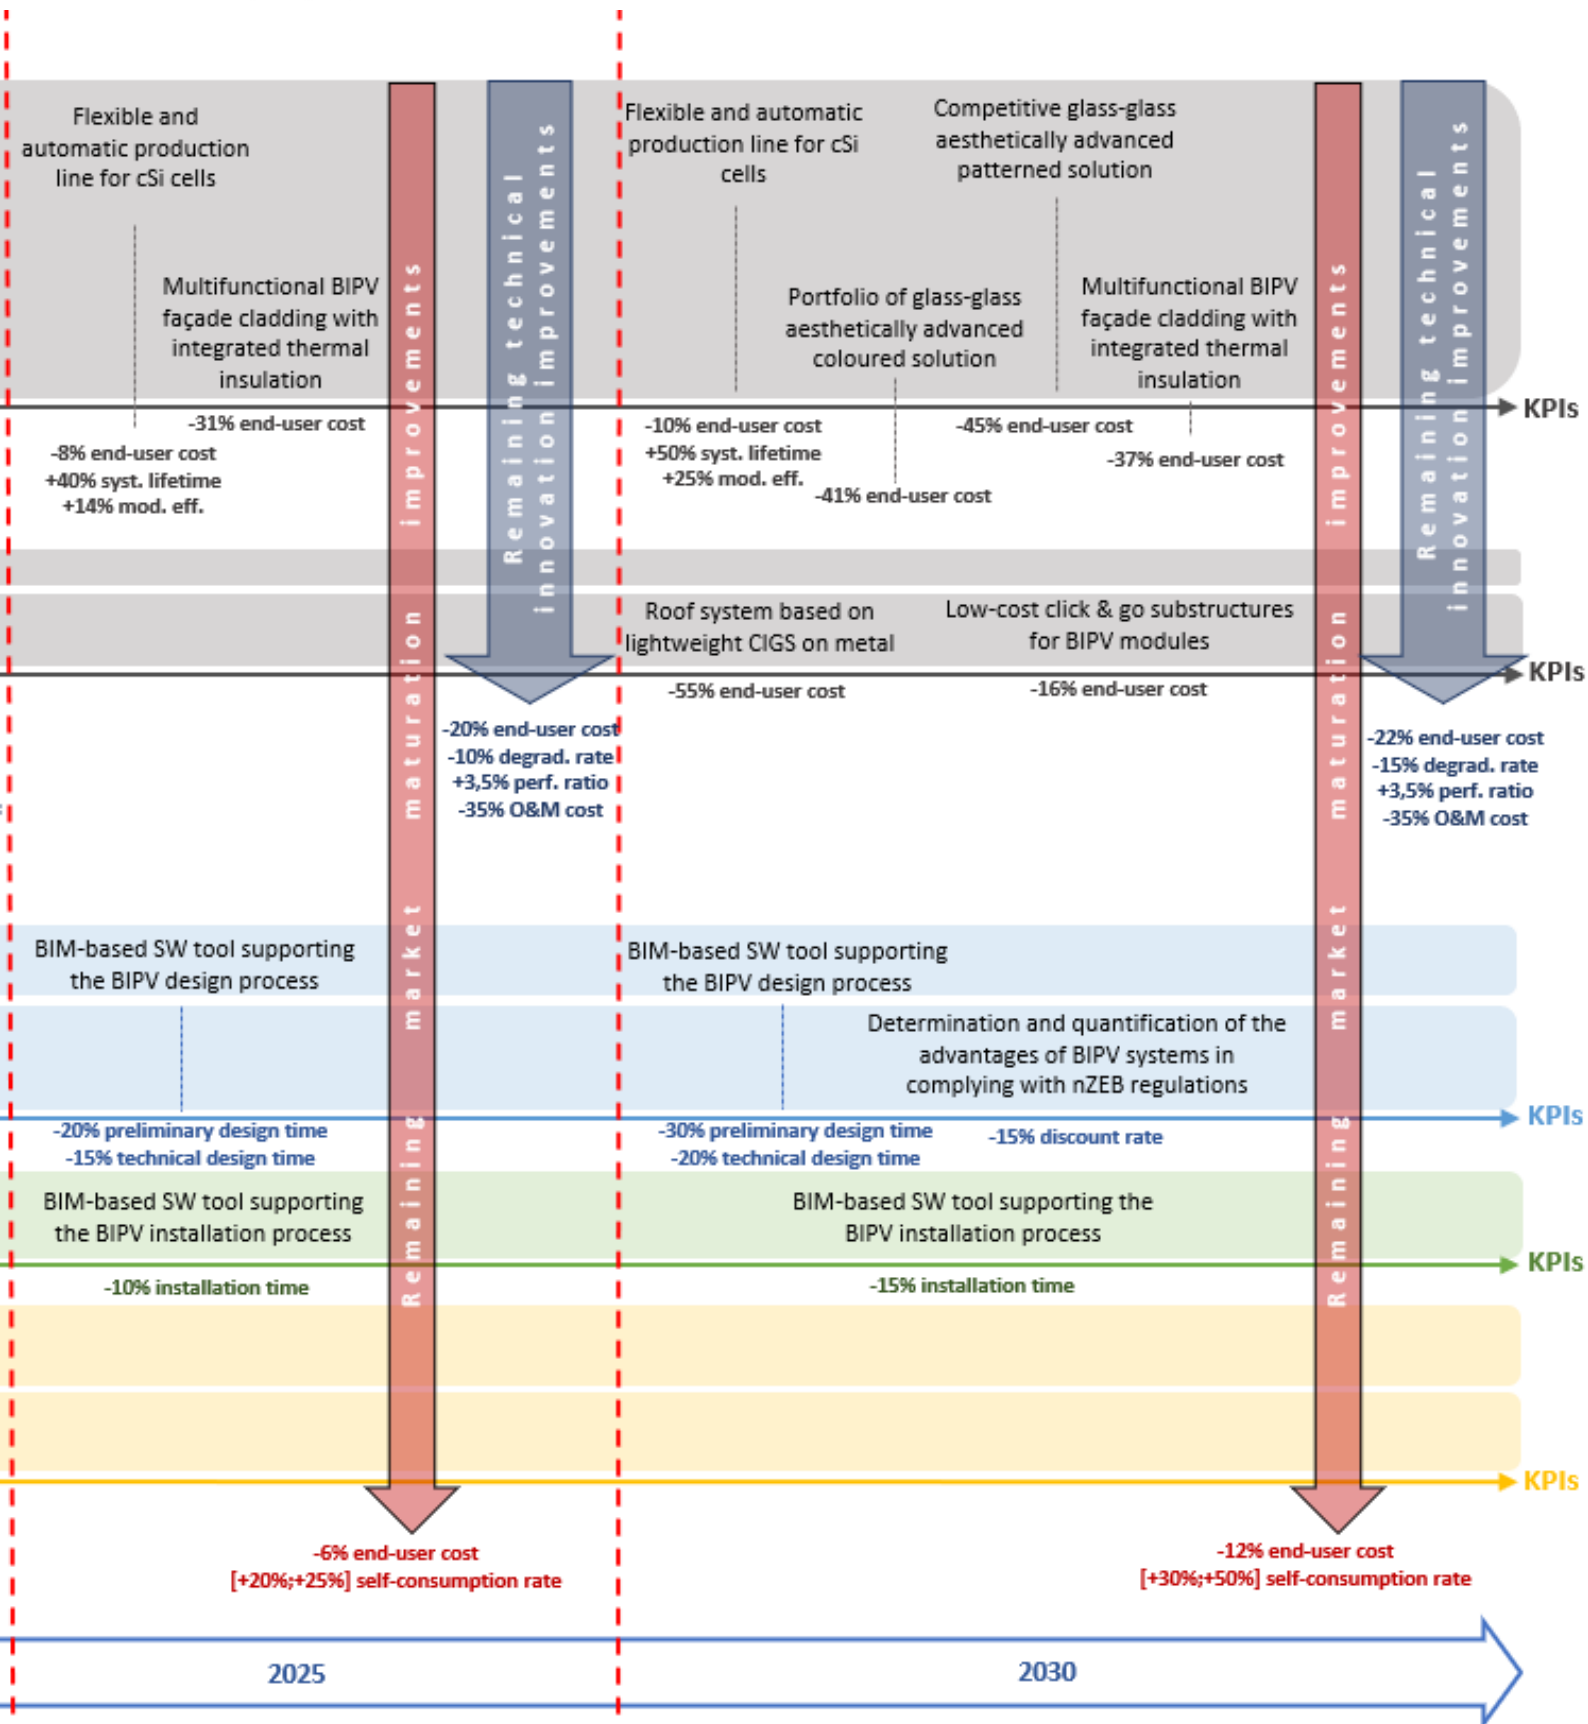 Flexible and
automatic production
line for cSi cells
Multifunctional BIPV
façade cladding with
integrated thermal
insulation
-31% end-user cost
-8% end-user cost
+40% syst. lifetime
+14% mod. eff.
Remaining market maturation improvements
Remaining technical
innovation improvements
-20% end-user cost
-10% degrad. rate
+3,5% perf. ratio
-35% O&M cost
Flexible and automatic
production line for cSi
cells
Competitive glass-glass
aesthetically advanced
patterned solution
Portfolio of glass-glass
aesthetically advanced
coloured solution
Multifunctional BIPV
façade cladding with
integrated thermal
insulation
KPIs
-10% end-user cost
+50% syst. lifetime
+25% mod. eff.
-41% end-user cost
-45% end-user cost
-37% end-user cost
Roof system based on
lightweight CIGS on metal
Low-cost click & go substructures
for BIPV modules
KPIs
-55% end-user cost
-16% end-user cost
Remaining market maturation improvements
Remaining technical
innovation improvements
-22% end-user cost
-15% degrad. rate
+3,5% perf. ratio
-35% O&M cost
BIM-based SW tool supporting
the BIPV design process
BIM-based SW tool supporting
the BIPV design process
Determination and quantification of the
advantages of BIPV systems in
complying with nZEB regulations
KPIs
-20% preliminary design time
-15% technical design time
-30% preliminary design time
-20% technical design time
-15% discount rate
BIM-based SW tool supporting
the BIPV installation process
BIM-based SW tool supporting the
BIPV installation process
KPIs
-10% installation time
-15% installation time
KPIs
-6% end-user cost
[+20%;+25%] self-consumption rate
-12% end-user cost
[+30%;+50%] self-consumption rate
2025
2030